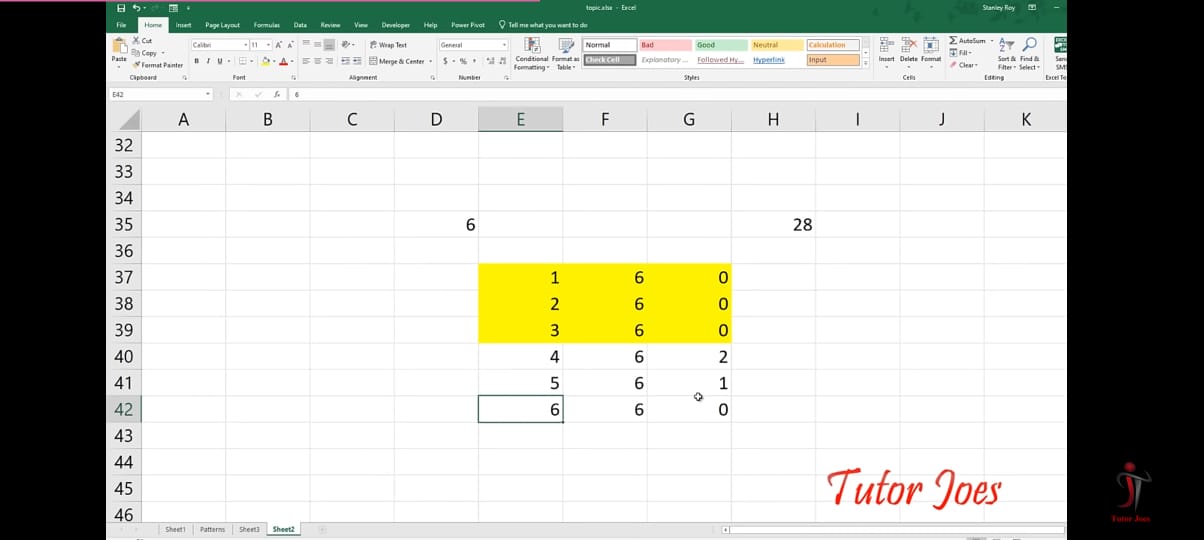 topic.xlsx - Excel
Stanley Roy
File Home Insert Page Layout Formulas Data Review View Developer Help Power Pivot Tell me what you want to do
Paste
Cut
Copy
Format Painter
Clipboard
Calibri 11
B I U
Font
Wrap Text
Merge & Center
Alignment
General
$ % ,
Number
Conditional Formatting
Format as Table
Normal Bad Good Neutral Calculation
Check Cell Explanatory ... Followed Hy... Hyperlink Input
Styles
Insert Delete Format
Cells
AutoSum
Fill
Clear
Sort & Filter
Find & Select
Editing
E42
fx 6
A B C D E F G H I J K
32
33
34
35 6 28
36
37 1 6 0
38 2 6 0
39 3 6 0
40 4 6 2
41 5 6 1
42 6 6 0
43
44
45
46
Tutor Joes
Tutor Joes
Sheet1 Patterns Sheet3 Sheet2